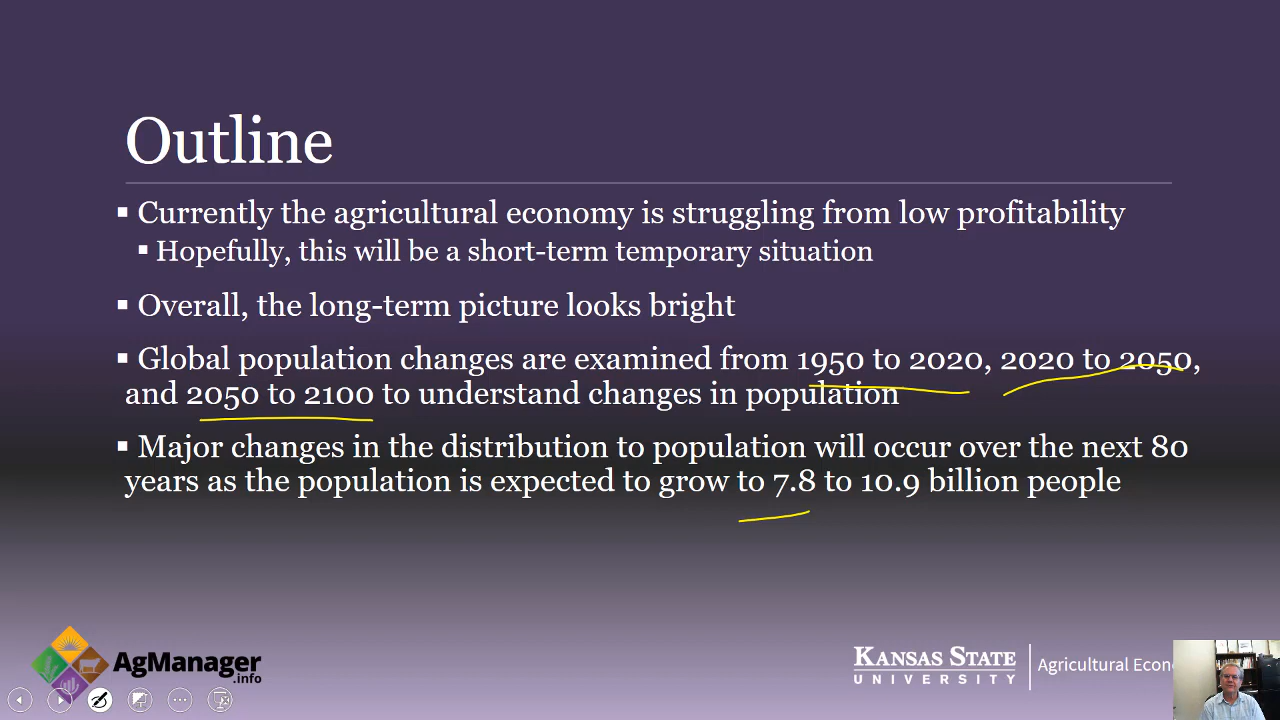 Outline
Currently the agricultural economy is struggling from low profitability
Hopefully, this will be a short-term temporary situation
Overall, the long-term picture looks bright
Global population changes are examined from 1950 to 2020, 2020 to 2050,
and 2050 to 2100 to understand changes in population
Major changes in the distribution to population will occur over the next 80
years as the population is expected to grow to 7.8 to 10.9 billion people
AgManager
.info
KANSAS STATE
UNIVERSITY
Agricultural Econ